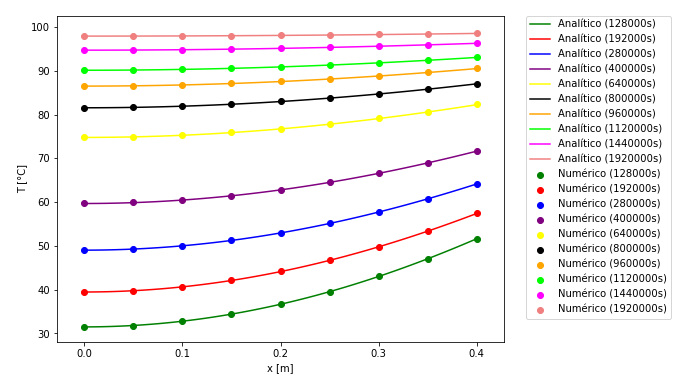 100
90
80
70
60
50
40
30
T [°C]
0.0
0.1
0.2
0.3
0.4
x [m]
Analítico (128000s)
Analítico (192000s)
Analítico (280000s)
Analítico (400000s)
Analítico (640000s)
Analítico (800000s)
Analítico (960000s)
Analítico (1120000s)
Analítico (1440000s)
Analítico (1920000s)
Numérico (128000s)
Numérico (192000s)
Numérico (280000s)
Numérico (400000s)
Numérico (640000s)
Numérico (800000s)
Numérico (960000s)
Numérico (1120000s)
Numérico (1440000s)
Numérico (1920000s)